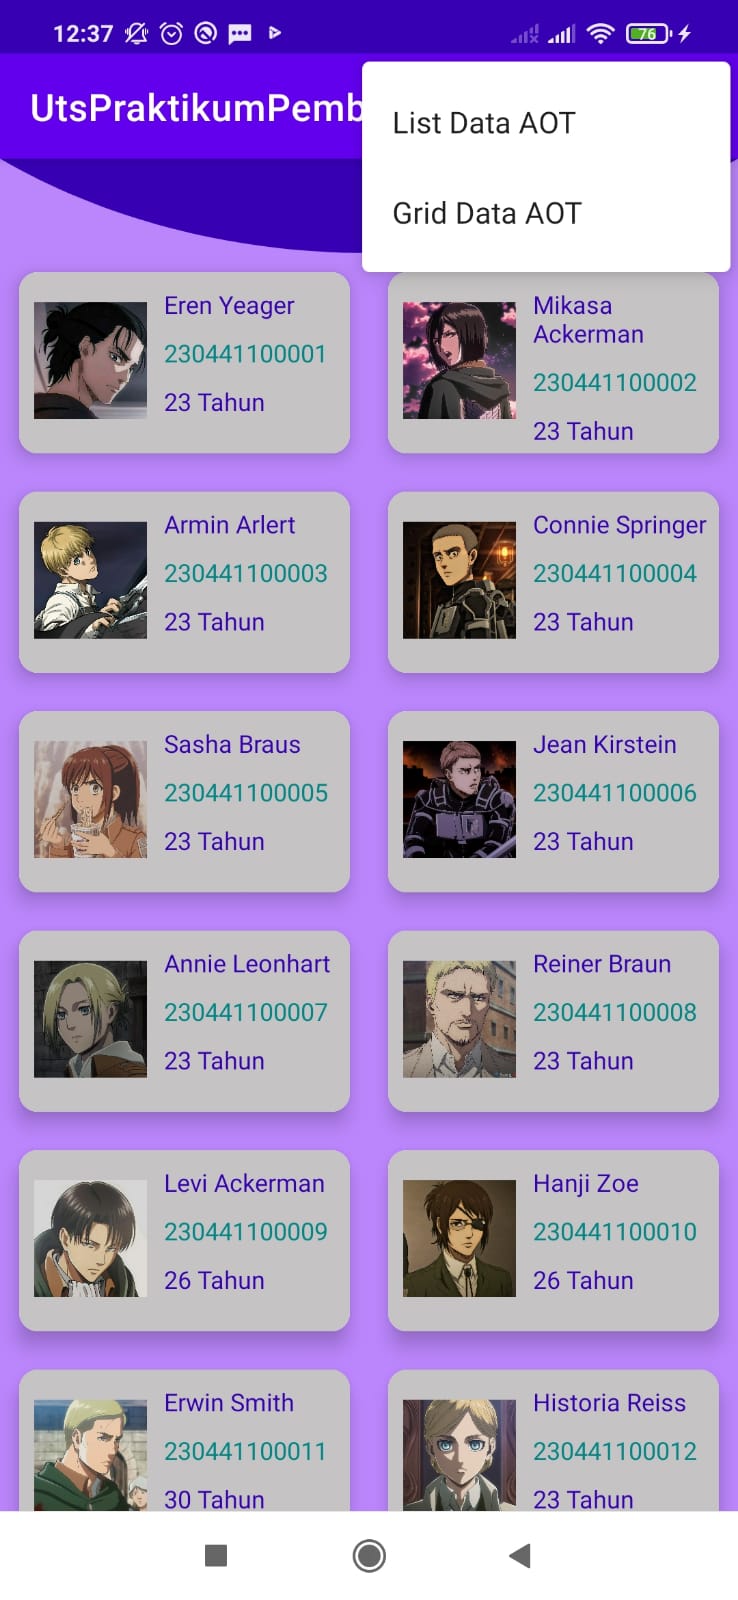 12:37
76
UtsPraktikumPemb
List Data AOT
Grid Data AOT
Eren Yeager
230441100001
23 Tahun
Mikasa
Ackerman
230441100002
23 Tahun
Armin Arlert
230441100003
23 Tahun
Connie Springer
230441100004
23 Tahun
Sasha Braus
230441100005
23 Tahun
Jean Kirstein
230441100006
23 Tahun
Annie Leonhart
230441100007
23 Tahun
Reiner Braun
230441100008
23 Tahun
Levi Ackerman
230441100009
26 Tahun
Hanji Zoe
230441100010
26 Tahun
Erwin Smith
230441100011
30 Tahun
Historia Reiss
230441100012
23 Tahun